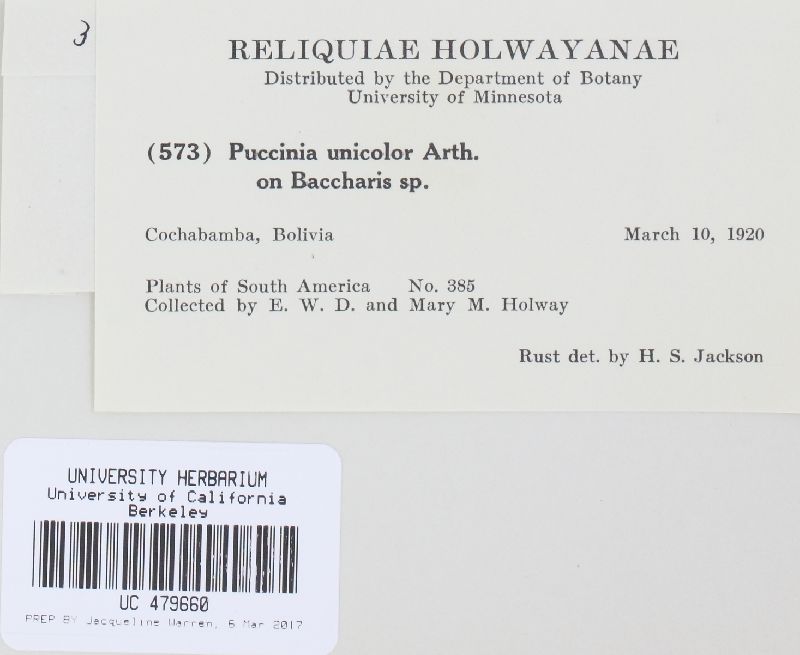 3
RELIQUIAE HOLWAYANAE
Distributed by the Department of Botany
University of Minnesota
(573) Puccinia unicolor Arth.
on Baccharis sp.
Cochabamba, Bolivia March 10, 1920
Plants of South America No. 385
Collected by E. W. D. and Mary M. Holway
Rust det. by H. S. Jackson
UNIVERSITY HERBARIUM
University of California
Berkeley
UC 479660
PREP BY Jacqueline Warren, 6 Mar 2017